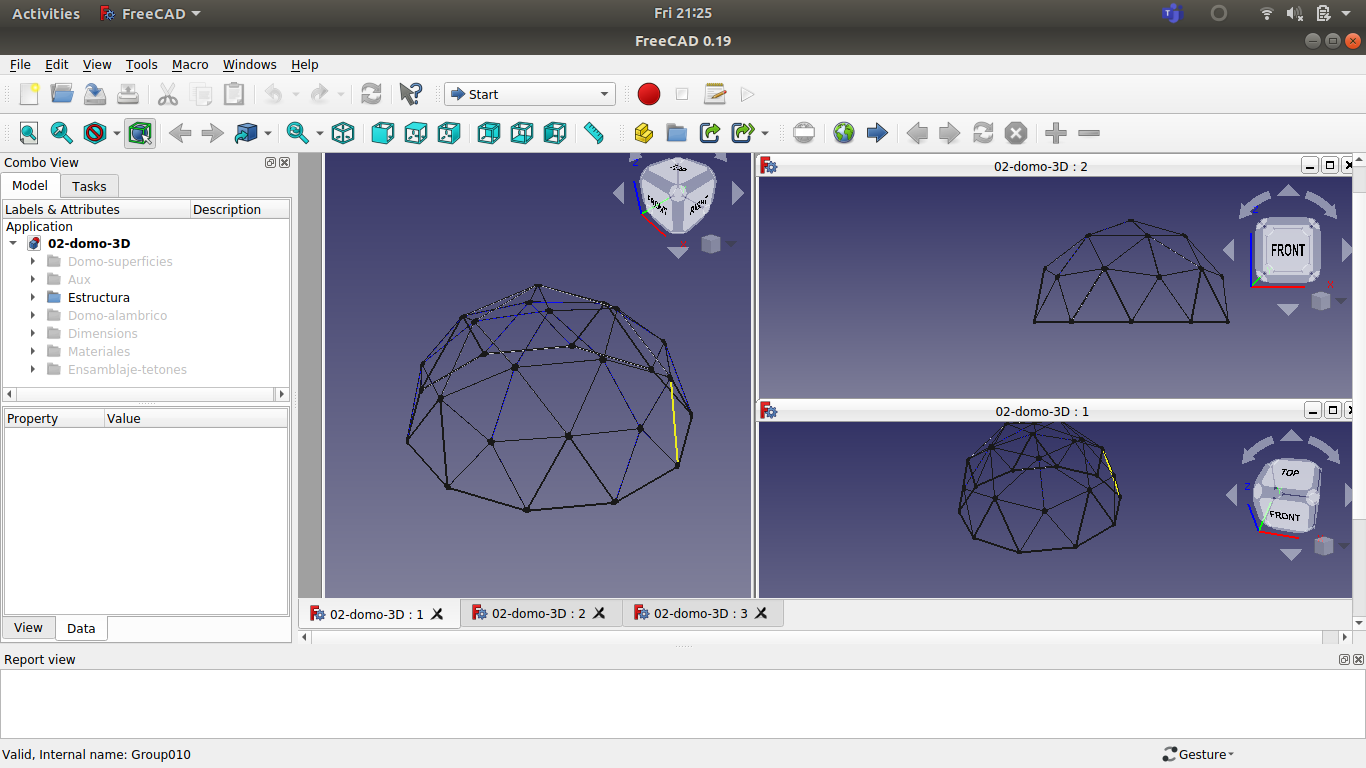 Activities FreeCAD Fri 21:25
FreeCAD 0.19
File Edit View Tools Macro Windows Help
Start
Combo View
Model Tasks
Labels & Attributes Description
Application
02-domo-3D
Domo-superficies
Aux
Estructura
Domo-alambrico
Dimensions
Materiales
Ensamblaje-tetones
Property Value
View Data
TOP
FRONT
RIGHT
02-domo-3D : 2
Z
FRONT
X
02-domo-3D : 1
TOP
Z
FRONT
02-domo-3D : 1 02-domo-3D : 2 02-domo-3D : 3
Report view
Valid, Internal name: Group010 Gesture